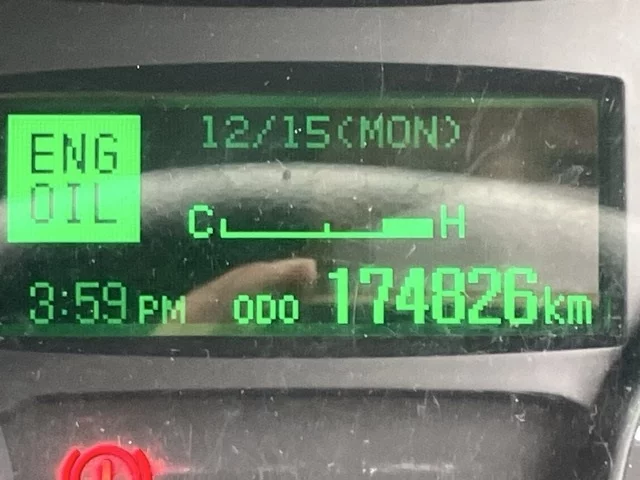 12/15(MON)
ENG
OIL
C H
3:59 PM ODO 174826km